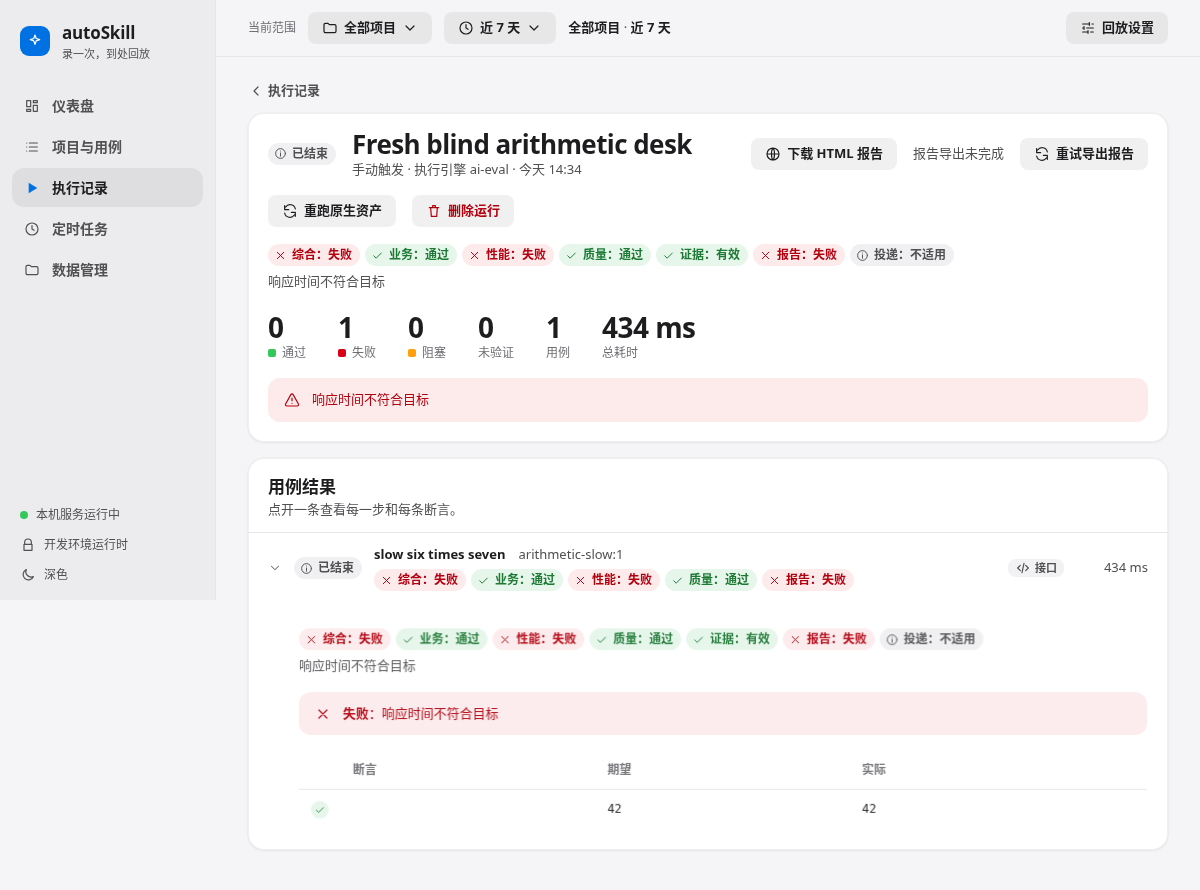 autoSkill
录一次，到处回放
仪表盘
项目与用例
执行记录
定时任务
数据管理
本机服务运行中
开发环境运行时
深色
当前范围 全部项目 近 7 天 全部项目 · 近 7 天 回放设置
执行记录
已结束 Fresh blind arithmetic desk 下载 HTML 报告 报告导出未完成 重试导出报告
手动触发 · 执行引擎 ai-eval · 今天 14:34
重跑原生资产 删除运行
综合：失败 业务：通过 性能：失败 质量：通过 证据：有效 报告：失败 投递：不适用
响应时间不符合目标
0 1 0 0 1 434 ms
通过 失败 阻塞 未验证 用例 总耗时
响应时间不符合目标
用例结果
点开一条查看每一步和每条断言。
已结束 slow six times seven arithmetic-slow:1 接口 434 ms
综合：失败 业务：通过 性能：失败 质量：通过 报告：失败
综合：失败 业务：通过 性能：失败 质量：通过 证据：有效 报告：失败 投递：不适用
响应时间不符合目标
失败：响应时间不符合目标
断言 期望 实际
42 42